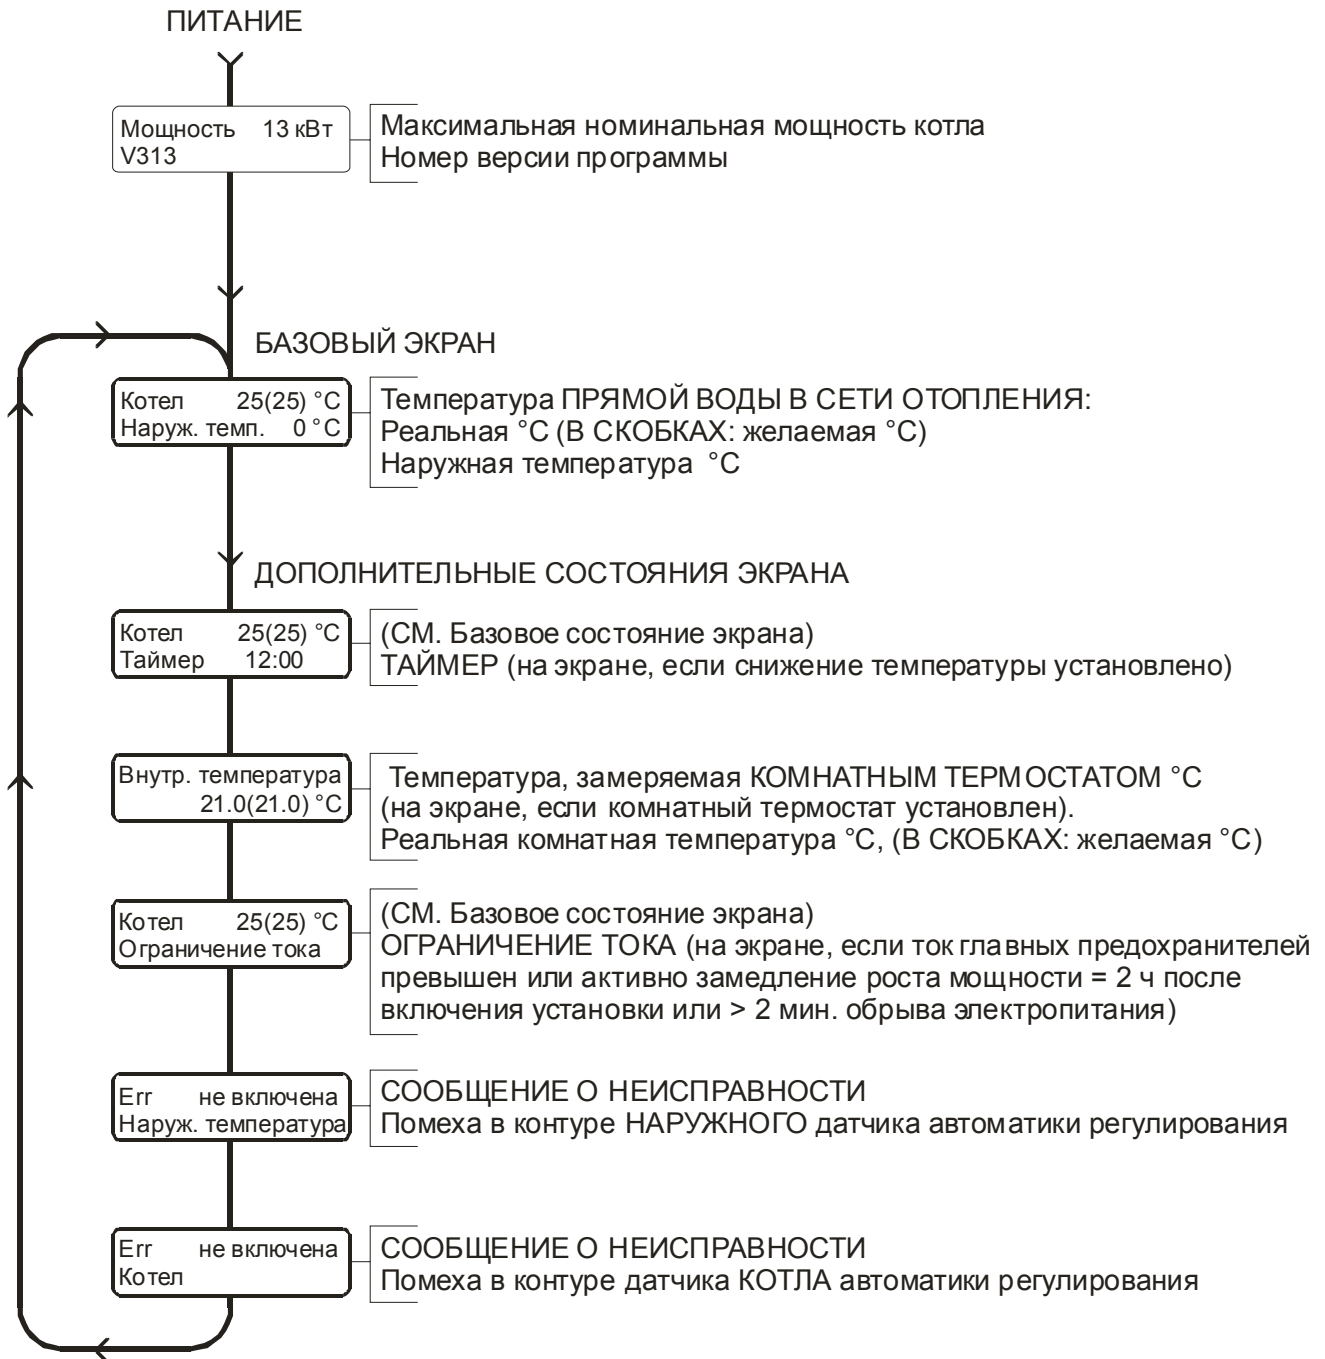 ПИТАНИЕ
Мощность 13 кВт
V313
Максимальная номинальная мощность котла
Номер версии программы
БАЗОВЫЙ ЭКРАН
Котел 25(25) °C
Наруж. темп. 0 °C
Температура ПРЯМОЙ ВОДЫ В СЕТИ ОТОПЛЕНИЯ:
Реальная °C (В СКОБКАХ: желаемая °C)
Наружная температура °C
ДОПОЛНИТЕЛЬНЫЕ СОСТОЯНИЯ ЭКРАНА
Котел 25(25) °C
Таймер 12:00
(СМ. Базовое состояние экрана)
ТАЙМЕР (на экране, если снижение температуры установлено)
Внутр. температура
21.0(21.0) °C
Температура, замеряемая КОМНАТНЫМ ТЕРМОСТАТОМ °C
(на экране, если комнатный термостат установлен).
Реальная комнатная температура °C, (В СКОБКАХ: желаемая °C)
Котел 25(25) °C
Ограничение тока
(СМ. Базовое состояние экрана)
ОГРАНИЧЕНИЕ ТОКА (на экране, если ток главных предохранителей
превышен или активно замедление роста мощности = 2 ч после
включения установки или > 2 мин. обрыва электропитания)
Err не включена
Наруж. температура
СООБЩЕНИЕ О НЕИСПРАВНОСТИ
Помеха в контуре НАРУЖНОГО датчика автоматики регулирования
Err не включена
Котел
СООБЩЕНИЕ О НЕИСПРАВНОСТИ
Помеха в контуре датчика КОТЛА автоматики регулирования